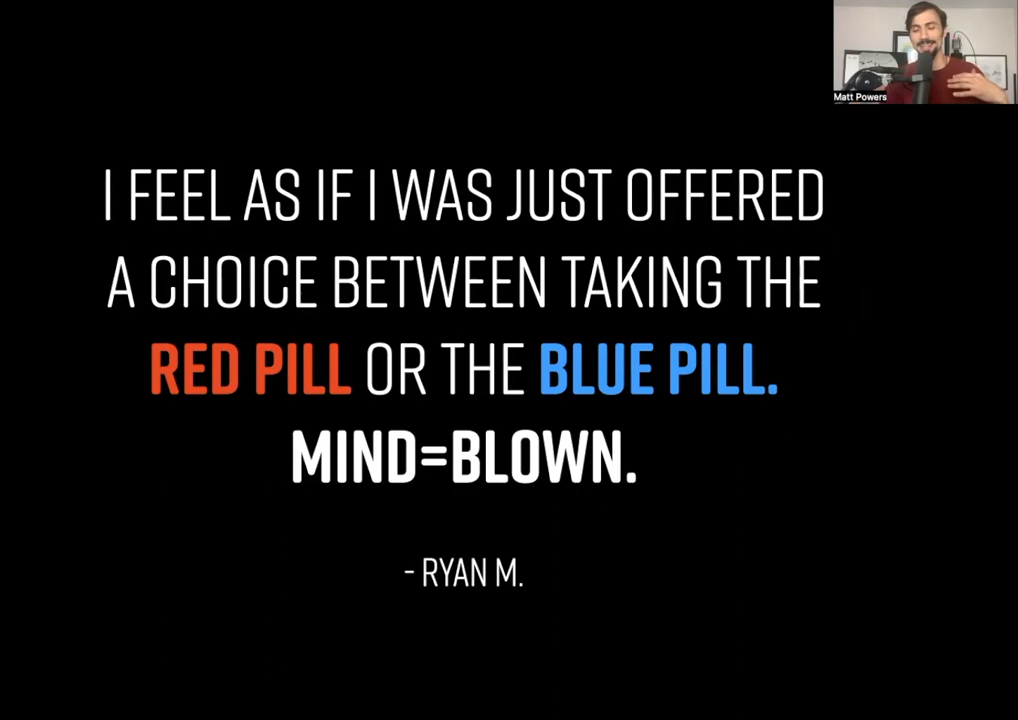 Matt Powers
I FEEL AS IF I WAS JUST OFFERED
A CHOICE BETWEEN TAKING THE
RED PILL OR THE BLUE PILL.
MIND=BLOWN.
- RYAN M.